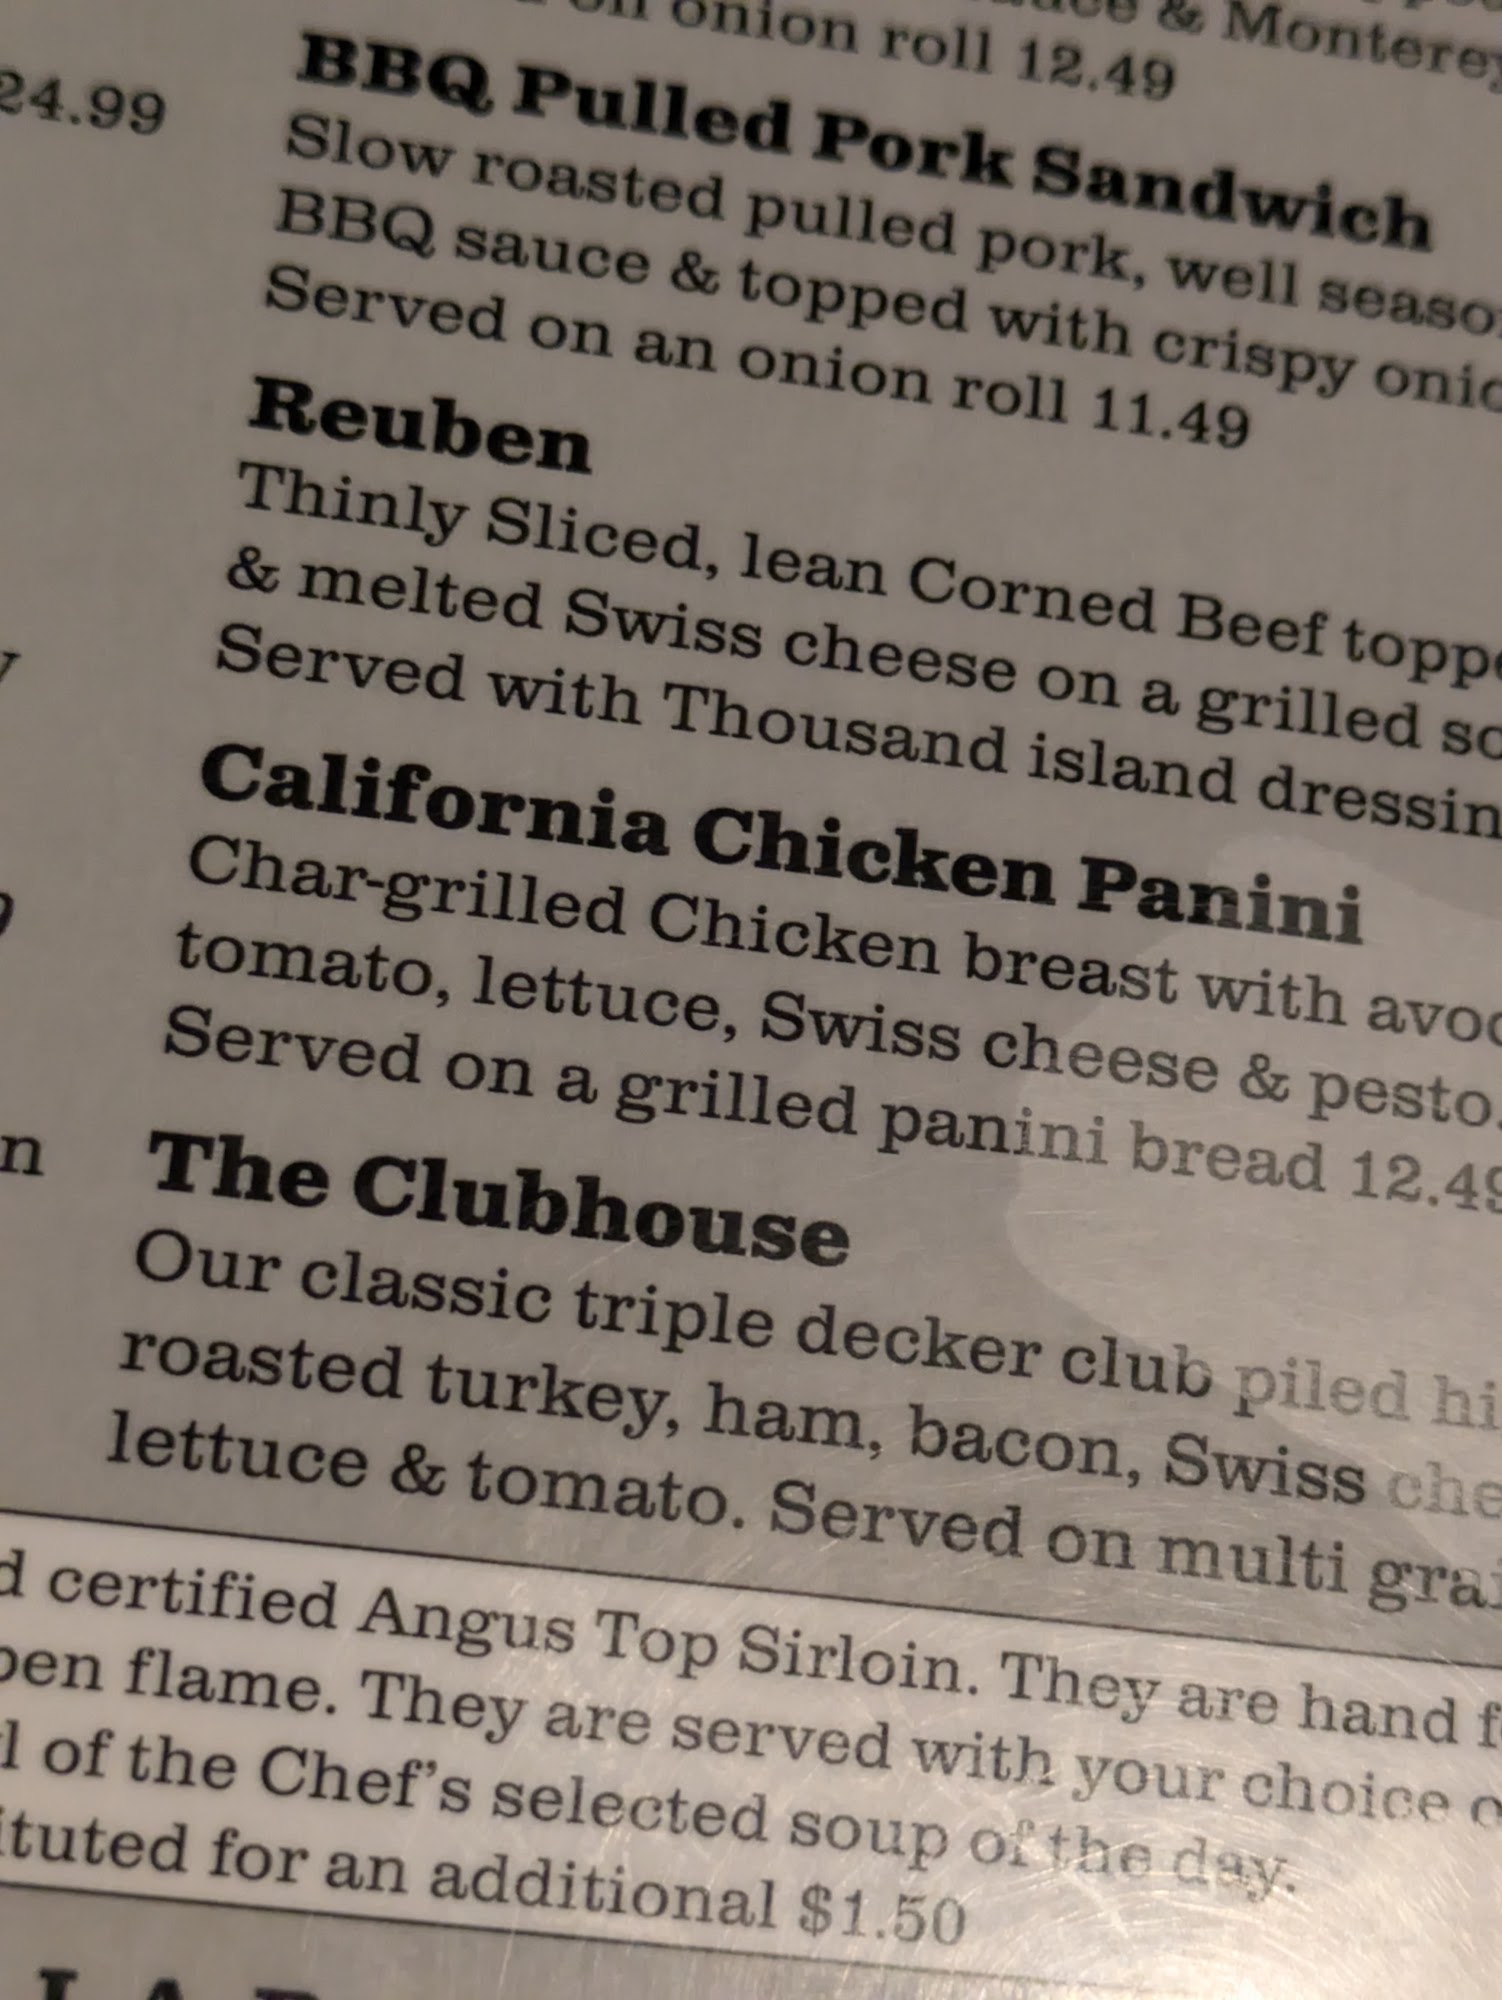 onion roll 12.49
& Monterey
24.99
BBQ Pulled Pork Sandwich
Slow roasted pulled pork, well
BBQ sauce & topped with crispy
Served on an onion roll 11.49
Reuben
Thinly Sliced, lean Corned Beef
& melted Swiss cheese on a grilled
Served with Thousand island
California Chicken Panini
Char-grilled Chicken breast with
tomato, lettuce, Swiss cheese & pesto.
Served on a grilled panini bread 12.49
The Clubhouse
Our classic triple decker club piled
roasted turkey, ham, bacon, Swiss
lettuce & tomato. Served on multi
certified Angus Top Sirloin. They are hand
flame. They are served with your choice
of the Chef's selected soup of the day.
for an additional $1.50